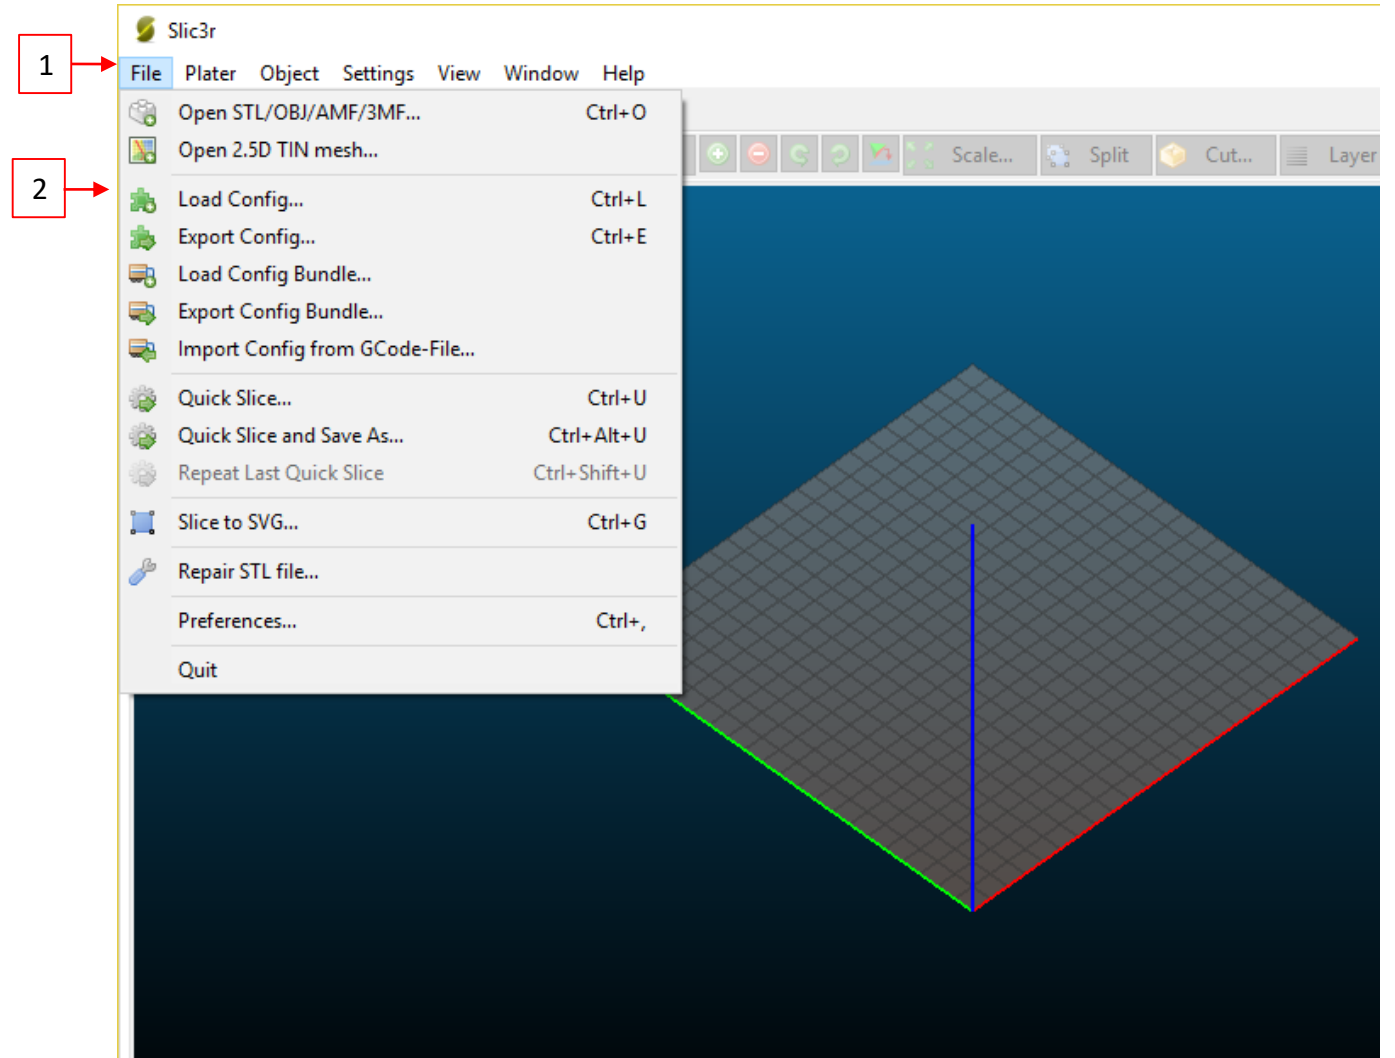 Slic3r
1
File Plater Object Settings View Window Help
Open STL/OBJ/AMF/3MF... Ctrl+O
Open 2.5D TIN mesh...
Scale... Split Cut... Layer
2
Load Config... Ctrl+L
Export Config... Ctrl+E
Load Config Bundle...
Export Config Bundle...
Import Config from GCode-File...
Quick Slice... Ctrl+U
Quick Slice and Save As... Ctrl+Alt+U
Repeat Last Quick Slice Ctrl+Shift+U
Slice to SVG... Ctrl+G
Repair STL file...
Preferences... Ctrl+,
Quit